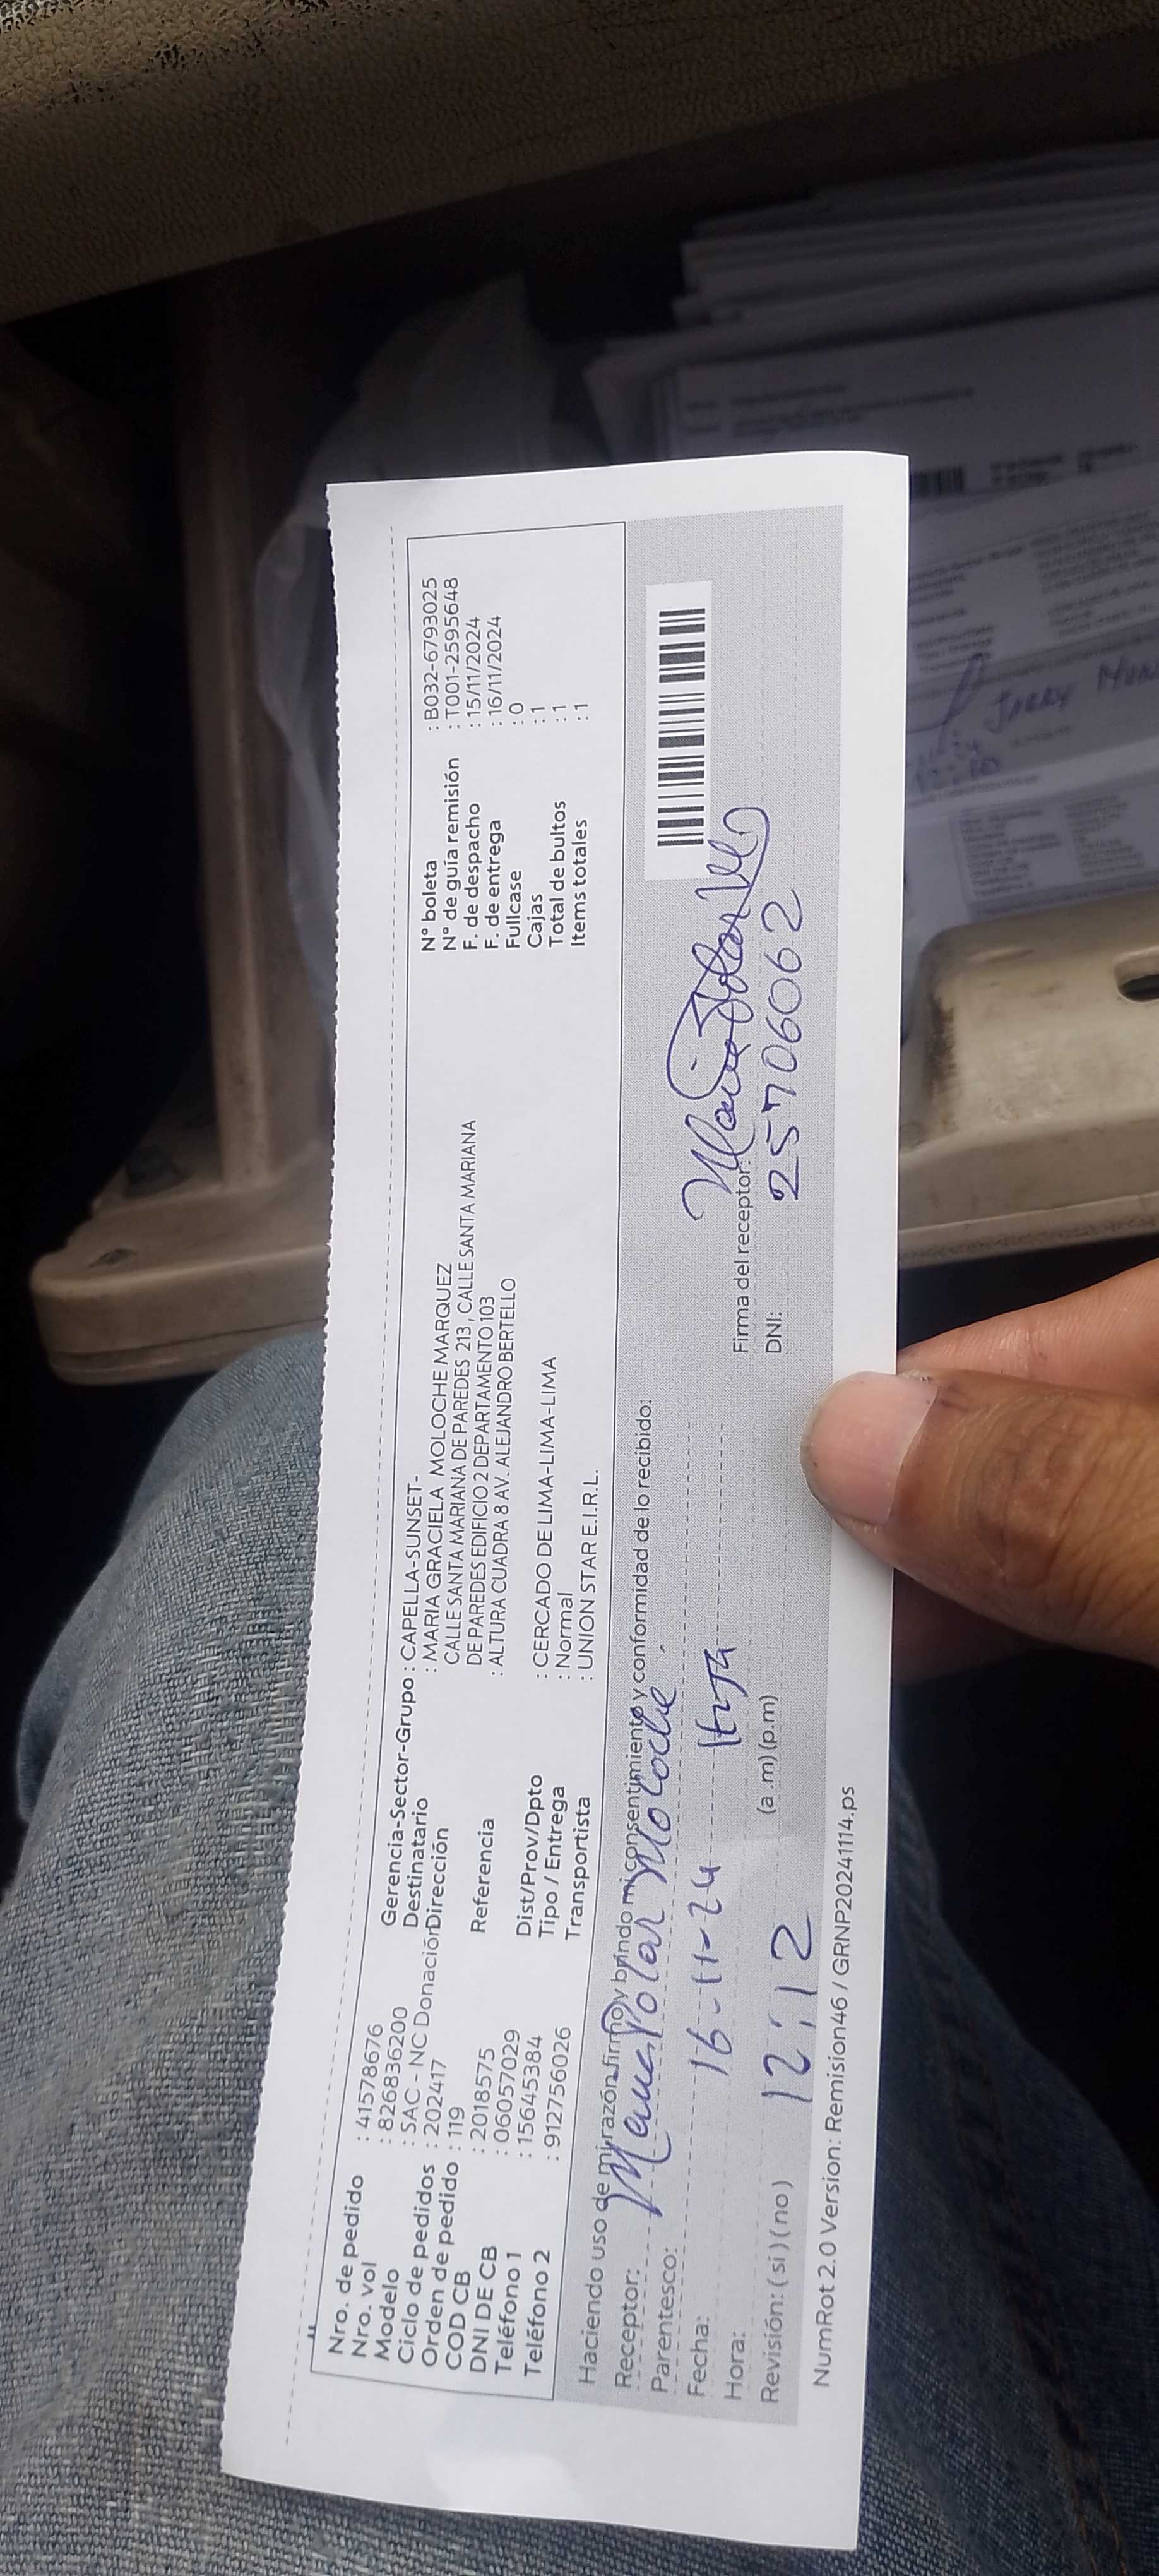 Nro. de pedido : 41578676
Nro. vol : 826836200
Modelo : SAC - NC Donación
Ciclo de pedidos : 202417
Orden de pedido : 119
COD CB : 2018575
DNI DE CB : 06057029
Teléfono 1 : 15645384
Teléfono 2 : 912756026
Gerencia-Sector-Grupo : CAPELLA-SUNSET-
Destinatario : MARIA GRACIELA MOLOCHE MARQUEZ
Dirección CALLE SANTA MARIANA DE PAREDES 213 , CALLE SANTA MARIANA
DE PAREDES EDIFICIO 2 DEPARTAMENTO 103
Referencia : ALTURA CUADRA 8 AV. ALEJANDRO BERTELLO
Dist/Prov/Dpto : CERCADO DE LIMA-LIMA-LIMA
Tipo / Entrega : Normal
Transportista : UNION STAR E.I.R.L.
N° boleta : B032-6793025
N° de guía remisión : T001-2595648
F. de despacho : 15/11/2024
F. de entrega : 16/11/2024
Fullcase : 0
Cajas : 1
Total de bultos : 1
Items totales : 1
Haciendo uso de mi razón firmo y brindo mi consentimiento y conformidad de lo recibido:
Receptor: Polar Moloche
Parentesco: Hija
Fecha: 16-11-24
Hora: 12:12 (a.m) (p.m)
Revisión: ( si ) ( no )
Firma del receptor:
DNI: 25706062
NumRot 2.0 Version: Remision46 / GRNP20241114.ps
JERRY